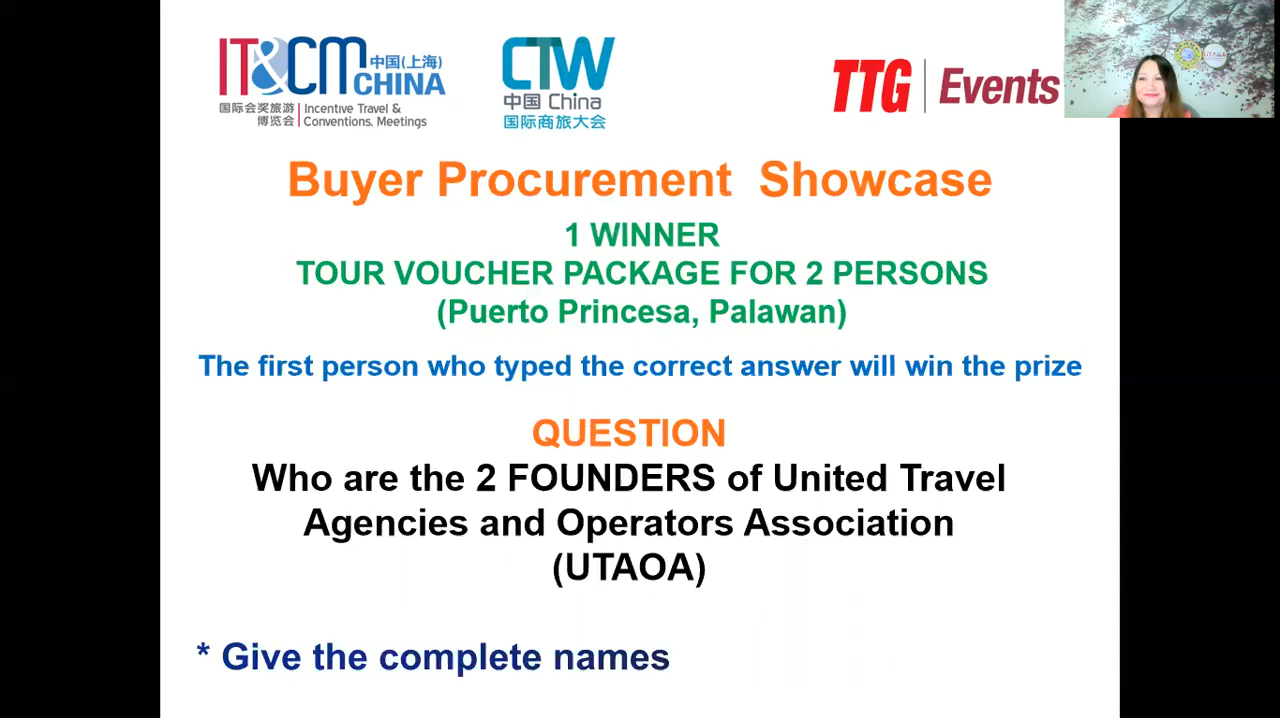 IT&CM 中国(上海)
CHINA
国际会奖旅游 Incentive Travel &
博览会 Conventions, Meetings
CTW
中国 China
国际商旅大会
TTG Events
Buyer Procurement Showcase
1 WINNER
TOUR VOUCHER PACKAGE FOR 2 PERSONS
(Puerto Princesa, Palawan)
The first person who typed the correct answer will win the prize
QUESTION
Who are the 2 FOUNDERS of United Travel
Agencies and Operators Association
(UTAOA)
* Give the complete names